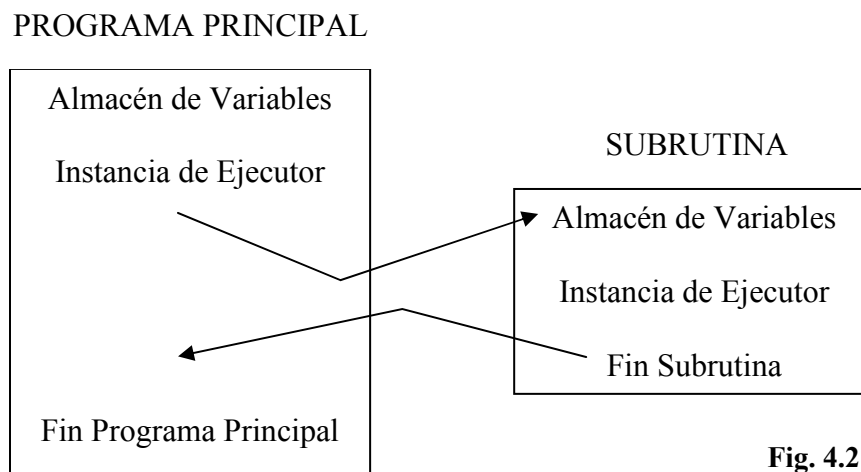 PROGRAMA PRINCIPAL
Almacén de Variables
Instancia de Ejecutor
Fin Programa Principal
SUBRUTINA
Almacén de Variables
Instancia de Ejecutor
Fin Subrutina
Fig. 4.2